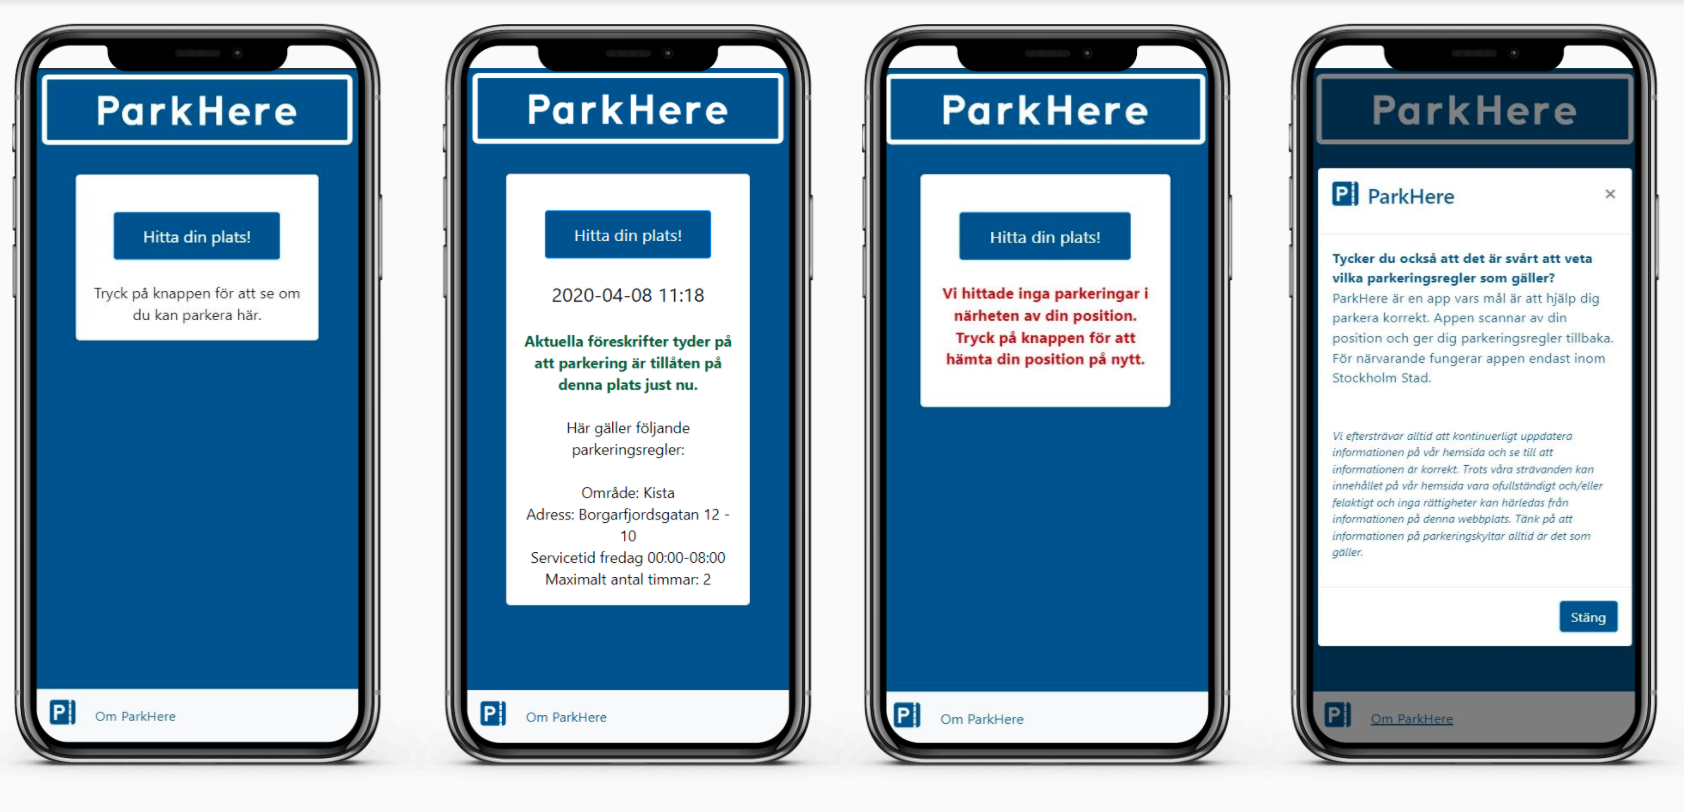 ParkHere
Hitta din plats!
Tryck på knappen för att se om
du kan parkera här.
Om ParkHere
ParkHere
Hitta din plats!
2020-04-08 11:18
Aktuella föreskrifter tyder på
att parkering är tillåten på
denna plats just nu.
Här gäller följande
parkeringsregler:
Område: Kista
Adress: Borgarfjordsgatan 12 -
10
Servicetid fredag 00:00-08:00
Maximalt antal timmar: 2
Om ParkHere
ParkHere
Hitta din plats!
Vi hittade inga parkeringar i
närheten av din position.
Tryck på knappen för att
hämta din position på nytt.
Om ParkHere
ParkHere
ParkHere ×
Tycker du också att det är svårt att veta
vilka parkeringsregler som gäller?
ParkHere är en app vars mål är att hjälp dig
parkera korrekt. Appen scannar av din
position och ger dig parkeringsregler tillbaka.
För närvarande fungerar appen endast inom
Stockholm Stad.
Vi eftersträvar alltid att kontinuerligt uppdatera
informationen på vår hemsida och se till att
informationen är korrekt. Trots våra strävanden kan
innehållet på vår hemsida vara ofullständigt och/eller
felaktigt och inga rättigheter kan härledas från
informationen på denna webbplats. Tänk på att
informationen på parkeringskyltar alltid är det som
gäller.
Stäng
Om ParkHere